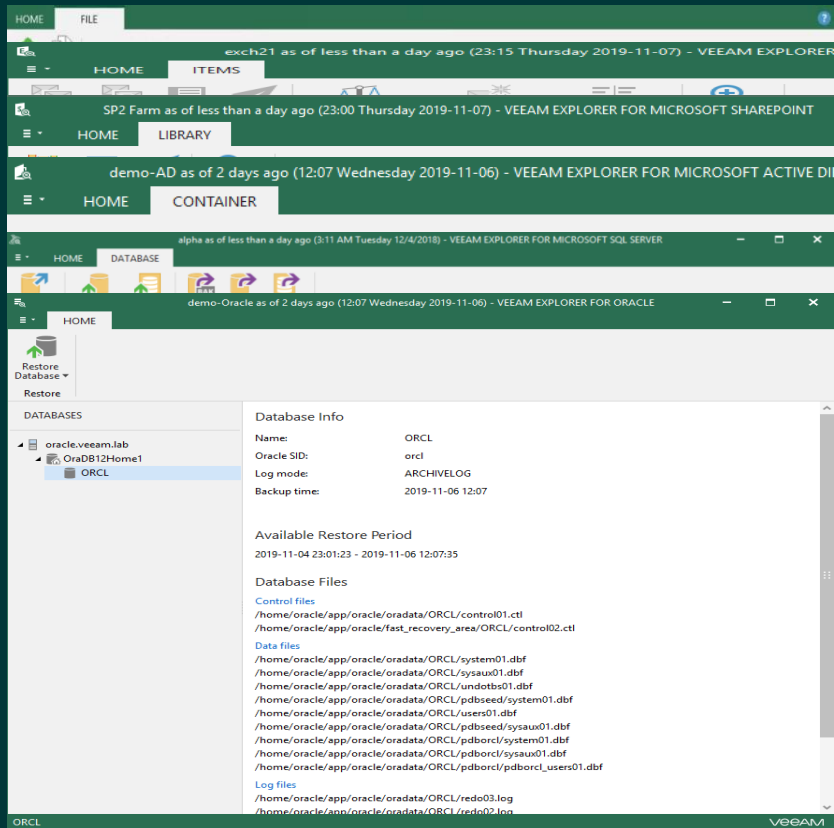 HOME FILE
?
exch21 as of less than a day ago (23:15 Thursday 2019-11-07) - VEEAM EXPLORER
HOME ITEMS
SP2 Farm as of less than a day ago (23:00 Thursday 2019-11-07) - VEEAM EXPLORER FOR MICROSOFT SHAREPOINT
HOME LIBRARY
demo-AD as of 2 days ago (12:07 Wednesday 2019-11-06) - VEEAM EXPLORER FOR MICROSOFT ACTIVE DI
HOME CONTAINER
alpha as of less than a day ago (3:11 AM Tuesday 12/4/2018) - VEEAM EXPLORER FOR MICROSOFT SQL SERVER
HOME DATABASE
demo-Oracle as of 2 days ago (12:07 Wednesday 2019-11-06) - VEEAM EXPLORER FOR ORACLE
HOME
Restore
Database
Restore
DATABASES
oracle.veeam.lab
OraDB12Home1
ORCL
Database Info
Name: ORCL
Oracle SID: orcl
Log mode: ARCHIVELOG
Backup time: 2019-11-06 12:07
Available Restore Period
2019-11-04 23:01:23 - 2019-11-06 12:07:35
Database Files
Control files
/home/oracle/app/oracle/oradata/ORCL/control01.ctl
/home/oracle/app/oracle/fast_recovery_area/ORCL/control02.ctl
Data files
/home/oracle/app/oracle/oradata/ORCL/system01.dbf
/home/oracle/app/oracle/oradata/ORCL/sysaux01.dbf
/home/oracle/app/oracle/oradata/ORCL/undotbs01.dbf
/home/oracle/app/oracle/oradata/ORCL/pdbseed/system01.dbf
/home/oracle/app/oracle/oradata/ORCL/users01.dbf
/home/oracle/app/oracle/oradata/ORCL/pdbseed/sysaux01.dbf
/home/oracle/app/oracle/oradata/ORCL/pdborcl/system01.dbf
/home/oracle/app/oracle/oradata/ORCL/pdborcl/sysaux01.dbf
/home/oracle/app/oracle/oradata/ORCL/pdborcl/pdborcl_users01.dbf
Log files
/home/oracle/app/oracle/oradata/ORCL/redo03.log
/home/oracle/app/oracle/oradata/ORCL/redo02.log
ORCL
veeam